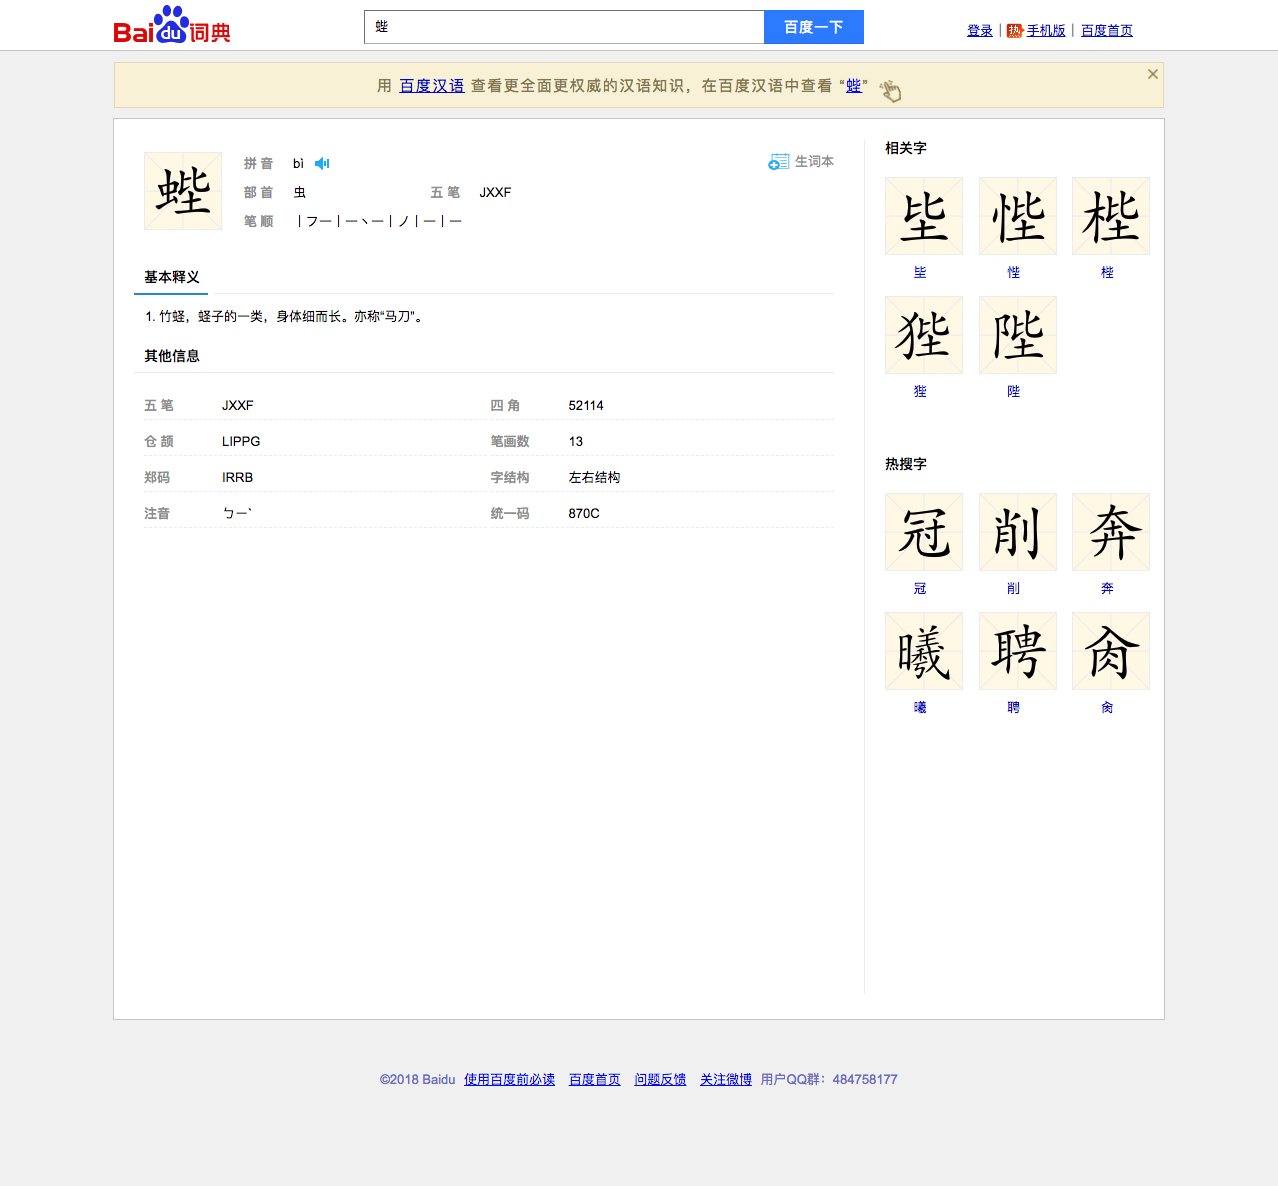 Bai du 词典
蜌
百度一下
登录 | 热 手机版 | 百度首页
用 百度汉语 查看更全面更权威的汉语知识，在百度汉语中查看 “蜌”
蜌
拼 音 bì
生词本
部 首 虫 五 笔 JXXF
笔 顺 丨フ一丨一丶一丨ノ丨一丨一
基本释义
1. 竹蛏，蛏子的一类，身体细而长。亦称“马刀”。
其他信息
五 笔 JXXF 四 角 52114
仓 颉 LIPPG 笔画数 13
郑码 IRRB 字结构 左右结构
注音 ㄅㄧˋ 统一码 870C
相关字
坒 悂 梐
坒 悂 梐
狴 陛
狴 陛
热搜字
冠 削 奔
冠 削 奔
曦 聘 肏
曦 聘 肏
©2018 Baidu 使用百度前必读 百度首页 问题反馈 关注微博 用户QQ群：484758177